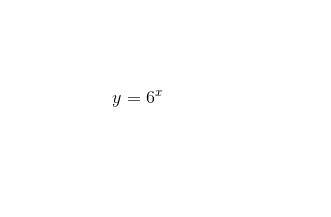 y = 6^x